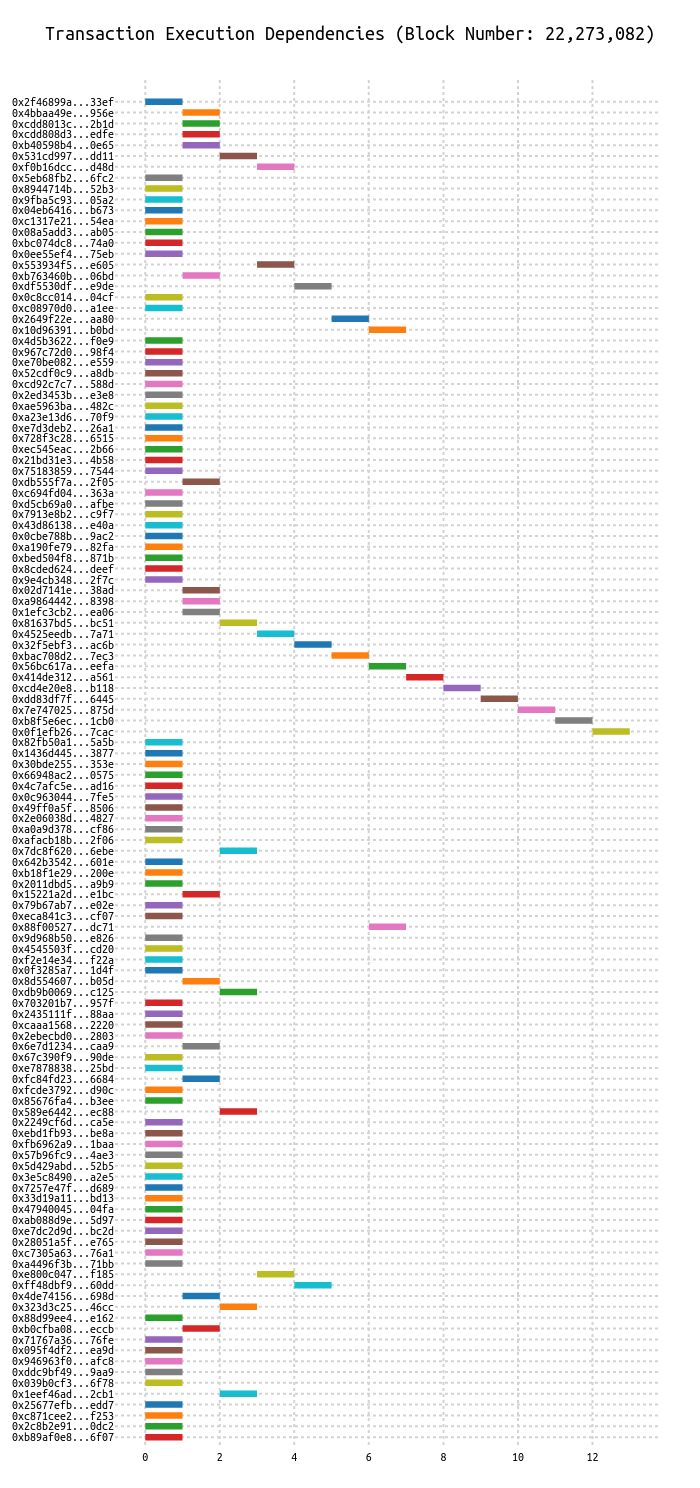 Transaction Execution Dependencies (Block Number: 22,273,082)
0x2f46899a...33ef
0x4bbaa49e...956e
0xcdd8013c...2b1d
0xcdd808d3...edfe
0xb40598b4...0e65
0x531cd997...dd11
0xf0b16dcc...d48d
0x5eb68fb2...6fc2
0x8944714b...52b3
0x9fba5c93...05a2
0x04eb6416...b673
0xc1317e21...54ea
0x08a5add3...ab05
0xbc074dc8...74a0
0x0ee55ef4...75eb
0x553934f5...e605
0xb763460b...06bd
0xdf5530df...e9de
0x0c8cc014...04cf
0xc08970d0...a1ee
0x2649f22e...aa80
0x10d96391...b0bd
0x4d5b3622...f0e9
0x967c72d0...98f4
0xe70be082...e559
0x52cdf0c9...a8db
0xcd92c7c7...588d
0x2ed3453b...e3e8
0xae5963ba...482c
0xa23e13d6...70f9
0xe7d3deb2...26a1
0x728f3c28...6515
0xec545eac...2b66
0x21bd31e3...4b58
0x75183859...7544
0xdb555f7a...2f05
0xc694fd04...363a
0xd5cb69a0...afbe
0x7913e8b2...c9f7
0x43d86138...e40a
0x0cbe788b...9ac2
0xa190fe79...82fa
0xbed504f8...871b
0x8cded624...deef
0x9e4cb348...2f7c
0x02d7141e...38ad
0xa9864442...8398
0x1efc3cb2...ea06
0x81637bd5...bc51
0x4525eedb...7a71
0x32f5ebf3...ac6b
0xbac708d2...7ec3
0x56bc617a...eefa
0x414de312...a561
0xcd4e20e8...b118
0xdd83df7f...6445
0x7e747025...875d
0xb8f5e6ec...1cb0
0x0f1efb26...7cac
0x82fb50a1...5a5b
0x1436d445...3877
0x30bde255...353e
0x66948ac2...0575
0x4c7afc5e...ad16
0x0c963044...7fe5
0x49ff0a5f...8506
0x2e06038d...4827
0xa0a9d378...cf86
0xafacb18b...2f06
0x7dc8f620...6ebe
0x642b3542...601e
0xb18f1e29...200e
0x2011dbd5...a9b9
0x15221a2d...e1bc
0x79b67ab7...e02e
0xeca841c3...cf07
0x88f00527...dc71
0x9d968b50...e826
0x4545503f...cd20
0xf2e14e34...f22a
0x0f3285a7...1d4f
0x8d554607...b05d
0xdb9b0069...c125
0x703201b7...957f
0x2435111f...88aa
0xcaaa1568...2220
0x2ebecbd0...2803
0x6e7d1234...caa9
0x67c390f9...90de
0xe7878838...25bd
0xfc84fd23...6684
0xfcde3792...d90c
0x85676fa4...b3ee
0x589e6442...ec88
0x2249cf6d...ca5e
0xebd1fb93...be8a
0xfb6962a9...1baa
0x57b96fc9...4ae3
0x5d429abd...52b5
0x3e5c8490...a2e5
0x7257e47f...d689
0x33d19a11...bd13
0x47940045...04fa
0xab088d9e...5d97
0xe7dc2d9d...bc2d
0x28051a5f...e765
0xc7305a63...76a1
0xa4496f3b...71bb
0xe800c047...f185
0xff48dbf9...60dd
0x4de74156...698d
0x323d3c25...46cc
0x88d99ee4...e162
0xb0cfba08...eccb
0x71767a36...76fe
0x095f4df2...ea9d
0x946963f0...afc8
0xddc9bf49...9aa9
0x039b0cf3...6f78
0x1eef46ad...2cb1
0x25677efb...edd7
0xc871cee2...f253
0x2c8b2e91...0dc2
0xb89af0e8...6f07
0 2 4 6 8 10 12